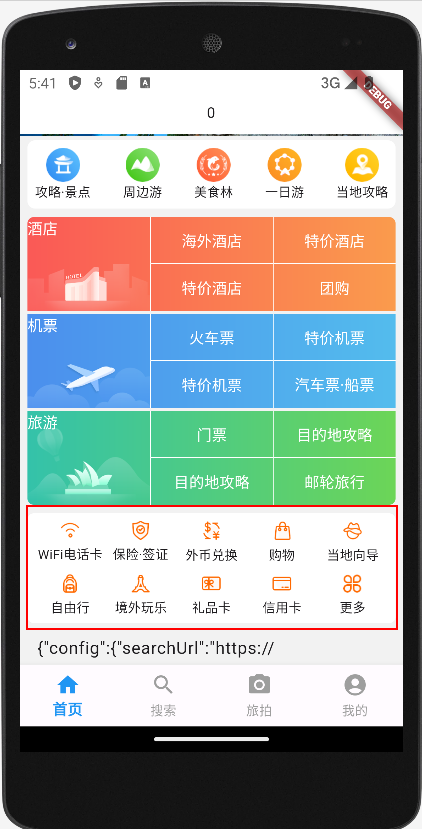 5:41
A
3G
DEBUG
0
攻略·景点 周边游 美食林 一日游 当地攻略
酒店
海外酒店 特价酒店
HOTEL
特价酒店 团购
机票
火车票 特价机票
特价机票 汽车票·船票
旅游
门票 目的地攻略
目的地攻略 邮轮旅行
WiFi电话卡 保险·签证 外币兑换 购物 当地向导
自由行 境外玩乐 礼品卡 信用卡 更多
{"config":{"searchUrl":"https://
首页 搜索 旅拍 我的